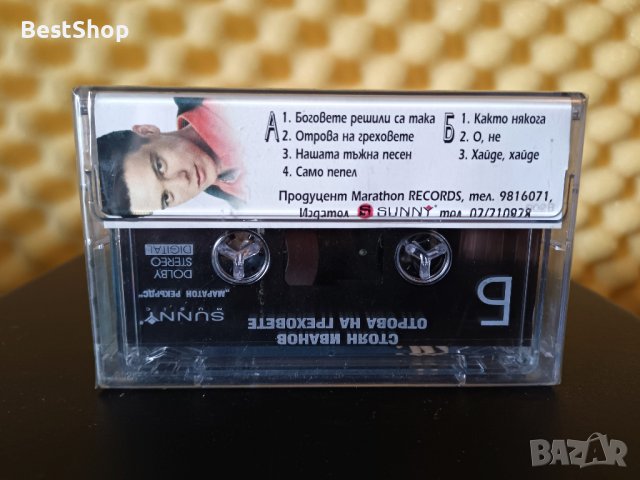 BestShop
А
1. Боговете решили са така
2. Отрова на греховете
3. Нашата тъжна песен
4. Само пепел
Б
1. Както някога
2. О, не
3. Хайде, хайде
Продуцент Marathon RECORDS, тел. 9816071,
Издател SUNNY тел. 02/710978
Б
СТОЯН ИВАНОВ
ОТРОВА НА ГРЕХОВЕТЕ
SUNNY
"МАРАТОН РЕКЪРДС"
DOLBY
STEREO
DIGITAL
BAZAR